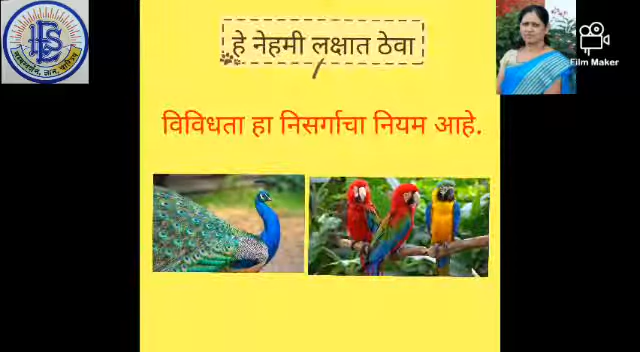 हे नेहमी लक्षात ठेवा
Film Maker
विविधता हा निसर्गाचा नियम आहे.